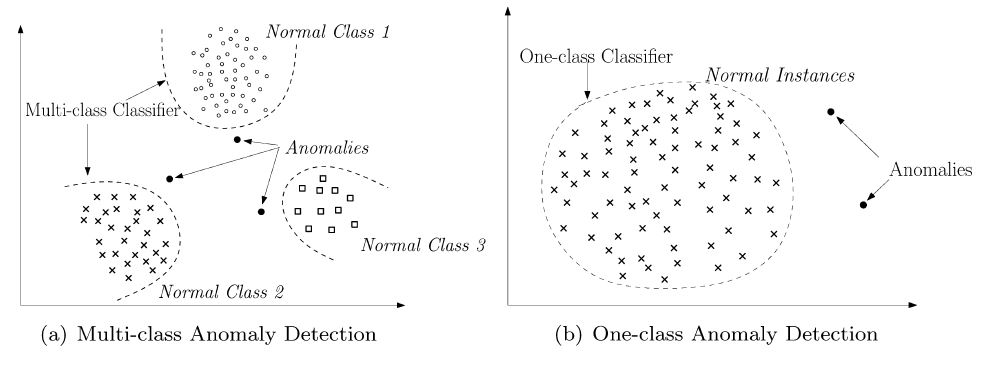 Normal Class 1
Multi-class Classifier
Anomalies
Normal Class 3
Normal Class 2
(a) Multi-class Anomaly Detection
One-class Classifier
Normal Instances
Anomalies
(b) One-class Anomaly Detection